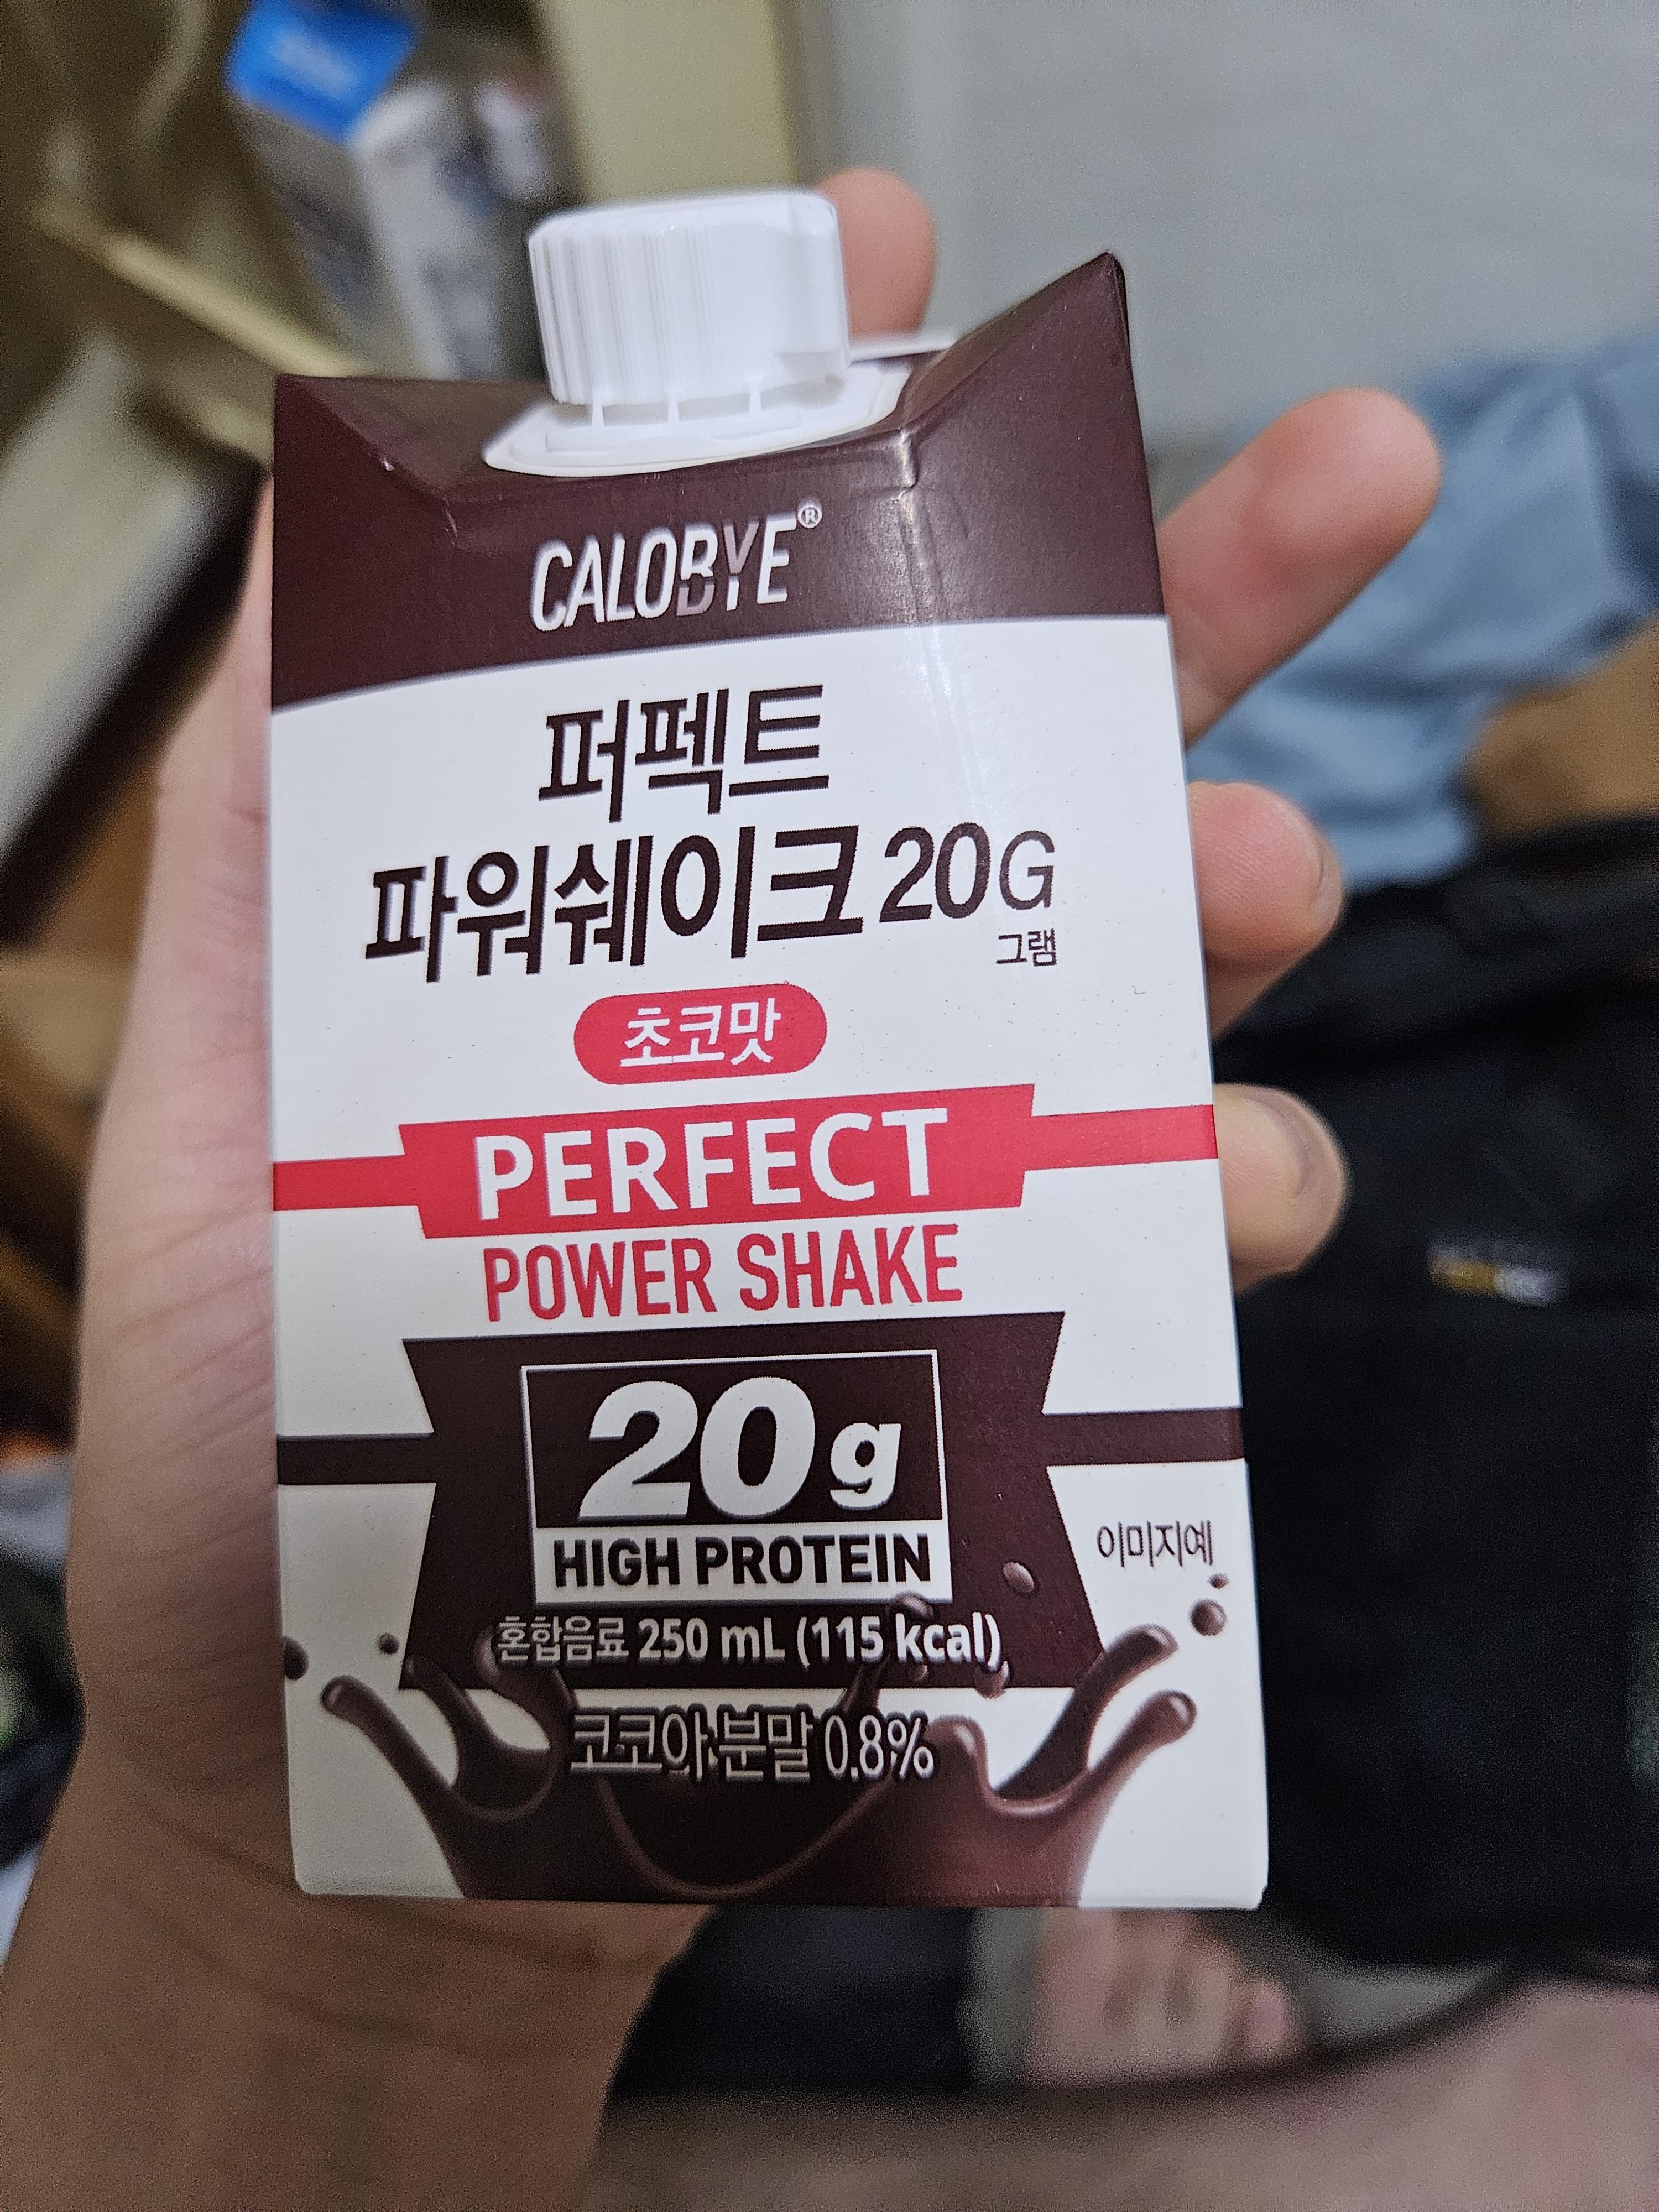 CALOBYE®
퍼펙트
파워쉐이크 20G
그램
초코맛
PERFECT
POWER SHAKE
20g
HIGH PROTEIN
이미지예
혼합음료 250 mL (115 kcal)
코코아분말 0.8%